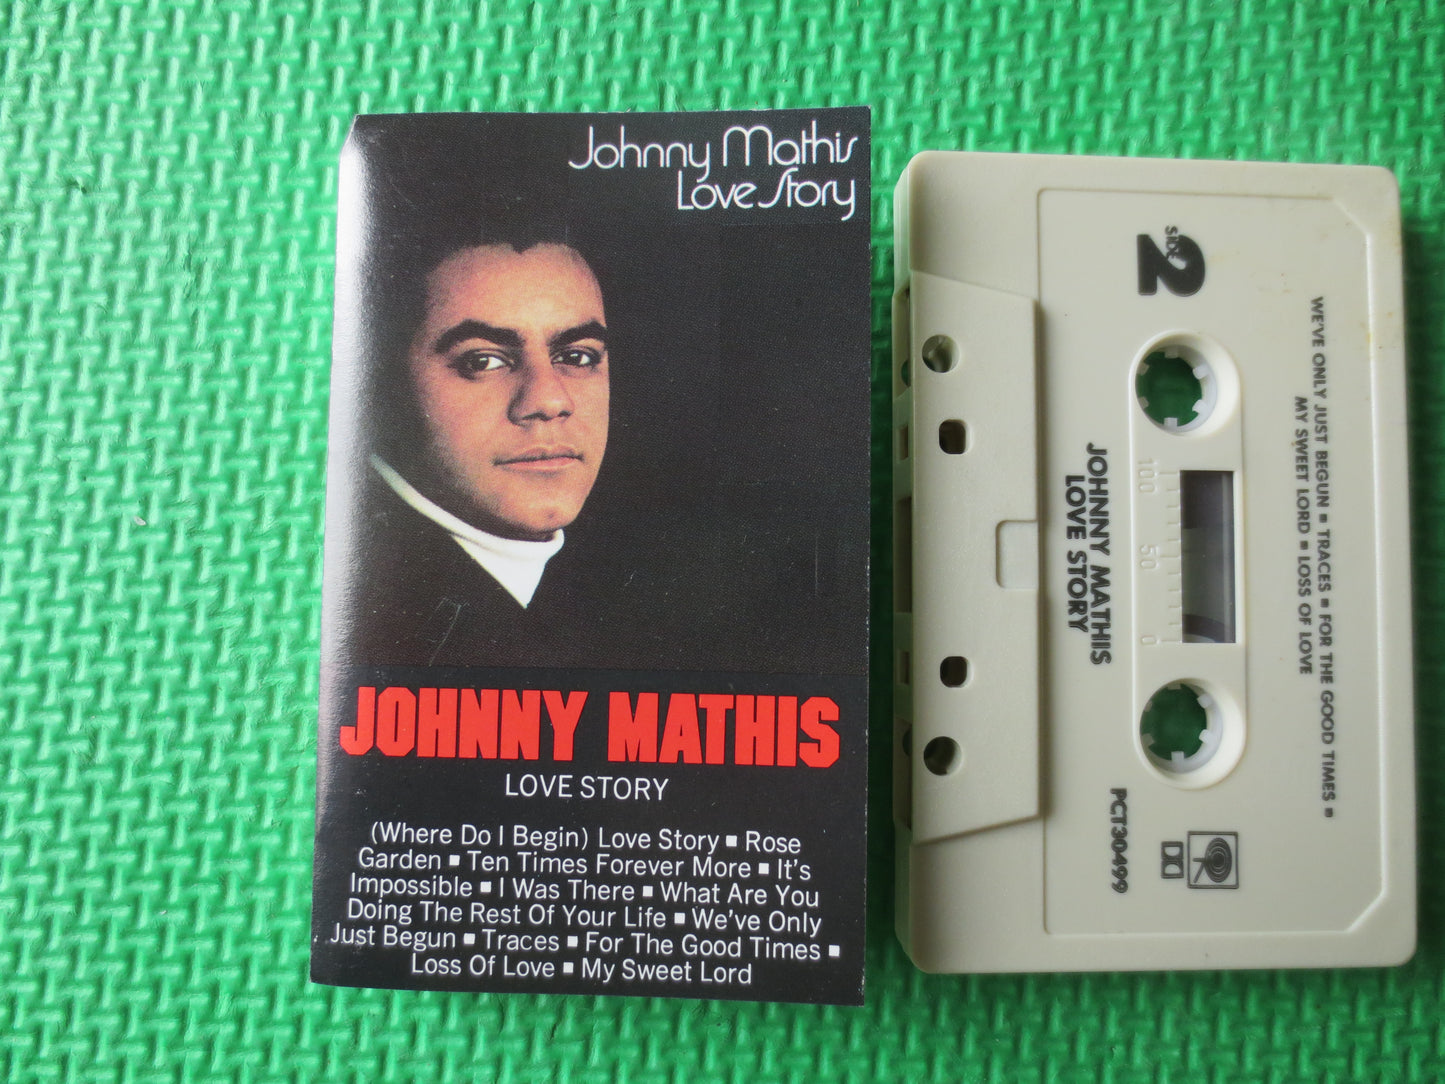 Johnny Mathis
Love Story
JOHNNY MATHIS
LOVE STORY
(Where Do I Begin) Love Story ▪ Rose
Garden ▪ Ten Times Forever More ▪ It's
Impossible ▪ I Was There ▪ What Are You
Doing The Rest Of Your Life ▪ We've Only
Just Begun ▪ Traces ▪ For The Good Times ▪
Loss Of Love ▪ My Sweet Lord
SIDE
2
WE'VE ONLY JUST BEGUN ▪ TRACES ▪ FOR THE GOOD TIMES ▪
MY SWEET LORD ▪ LOSS OF LOVE
JOHNNY MATHIS
LOVE STORY
100 50 0
PCT30499